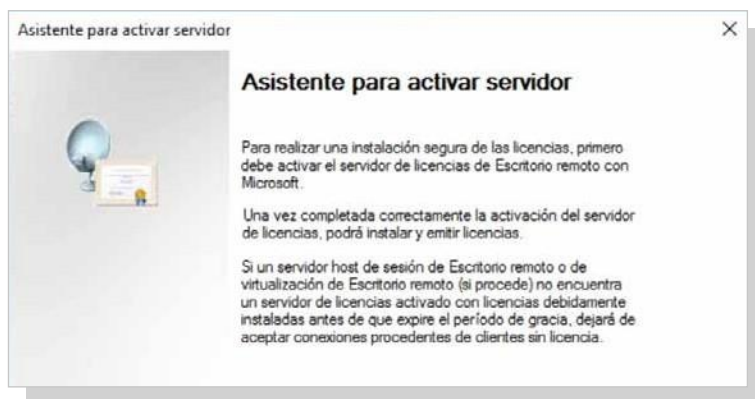 Asistente para activar servidor
Asistente para activar servidor
Para realizar una instalación segura de las licencias, primero
debe activar el servidor de licencias de Escritorio remoto con
Microsoft.
Una vez completada correctamente la activación del servidor
de licencias, podrá instalar y emitir licencias.
Si un servidor host de sesión de Escritorio remoto o de
virtualización de Escritorio remoto (si procede) no encuentra
un servidor de licencias activado con licencias debidamente
instaladas antes de que expire el período de gracia, dejará de
aceptar conexiones procedentes de clientes sin licencia.